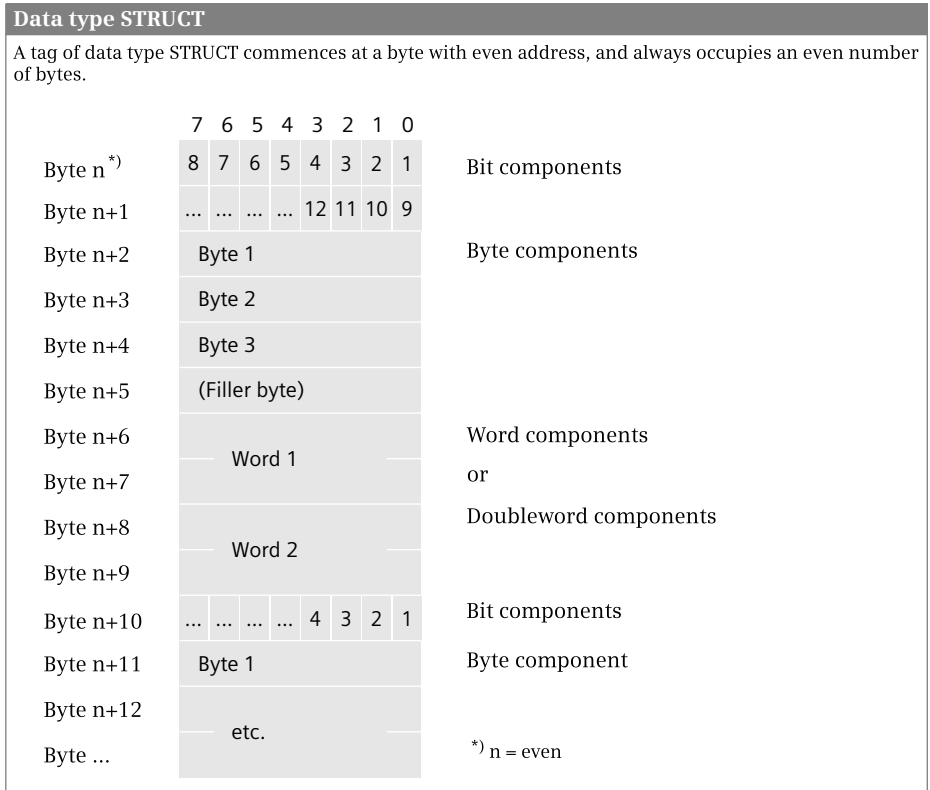 Data type STRUCT
A tag of data type STRUCT commences at a byte with even address, and always occupies an even number
of bytes.
7 6 5 4 3 2 1 0
Byte n*) 8 7 6 5 4 3 2 1 Bit components
Byte n+1 ... ... ... ... 12 11 10 9
Byte n+2 Byte 1 Byte components
Byte n+3 Byte 2
Byte n+4 Byte 3
Byte n+5 (Filler byte)
Byte n+6 Word components
Word 1
or
Byte n+7
Doubleword components
Byte n+8
Word 2
Byte n+9
Byte n+10 ... ... ... ... 4 3 2 1 Bit components
Byte n+11 Byte 1 Byte component
Byte n+12
etc.
Byte ... *) n = even